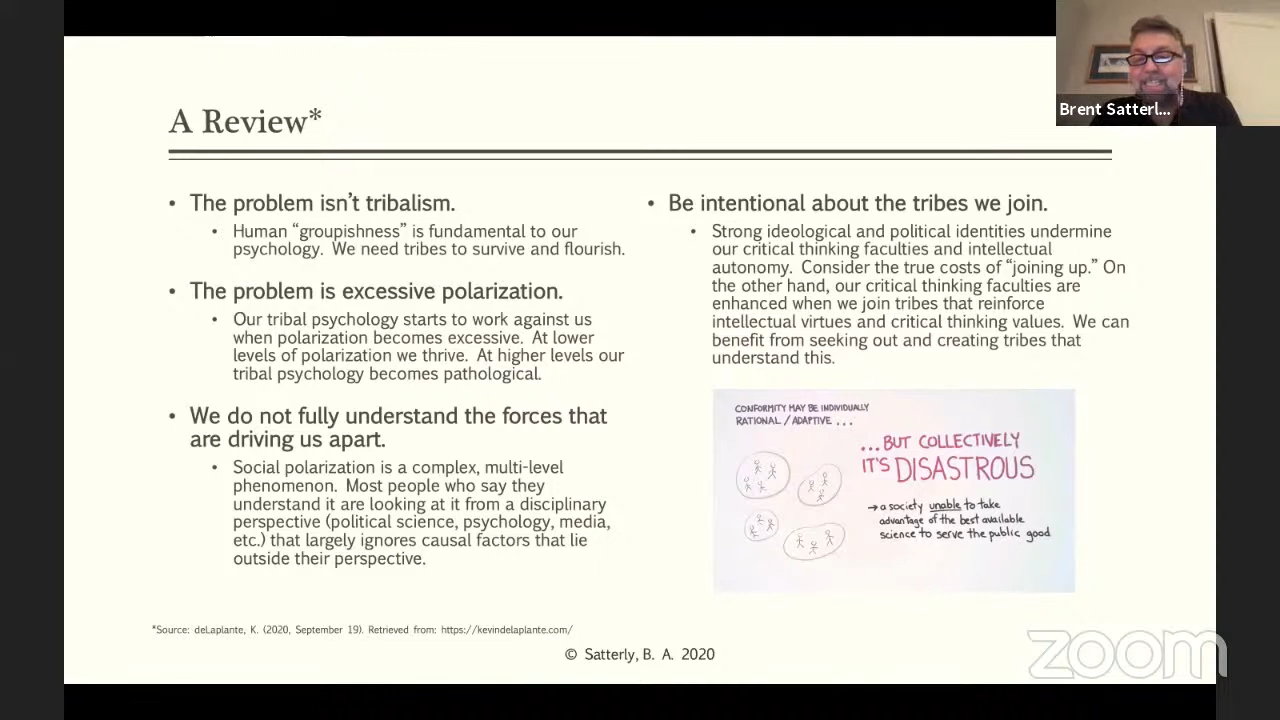 A Review*
• The problem isn't tribalism.
• Human “groupishness” is fundamental to our
psychology. We need tribes to survive and flourish.
• The problem is excessive polarization.
• Our tribal psychology starts to work against us
when polarization becomes excessive. At lower
levels of polarization we thrive. At higher levels our
tribal psychology becomes pathological.
• We do not fully understand the forces that
are driving us apart.
• Social polarization is a complex, multi-level
phenomenon. Most people who say they
understand it are looking at it from a disciplinary
perspective (political science, psychology, media,
etc.) that largely ignores causal factors that lie
outside their perspective.
• Be intentional about the tribes we join.
• Strong ideological and political identities undermine
our critical thinking faculties and intellectual
autonomy. Consider the true costs of “joining up.” On
the other hand, our critical thinking faculties are
enhanced when we join tribes that reinforce
intellectual virtues and critical thinking values. We can
benefit from seeking out and creating tribes that
understand this.
CONFORMITY MAY BE INDIVIDUALLY
RATIONAL / ADAPTIVE ...
...BUT COLLECTIVELY
IT'S DISASTROUS
→ a society unable to take
advantage of the best available
science to serve the public good
*Source: deLaplante, K. (2020, September 19). Retrieved from: https://kevindelaplante.com/
© Satterly, B. A. 2020
Brent Satterl...
zoom